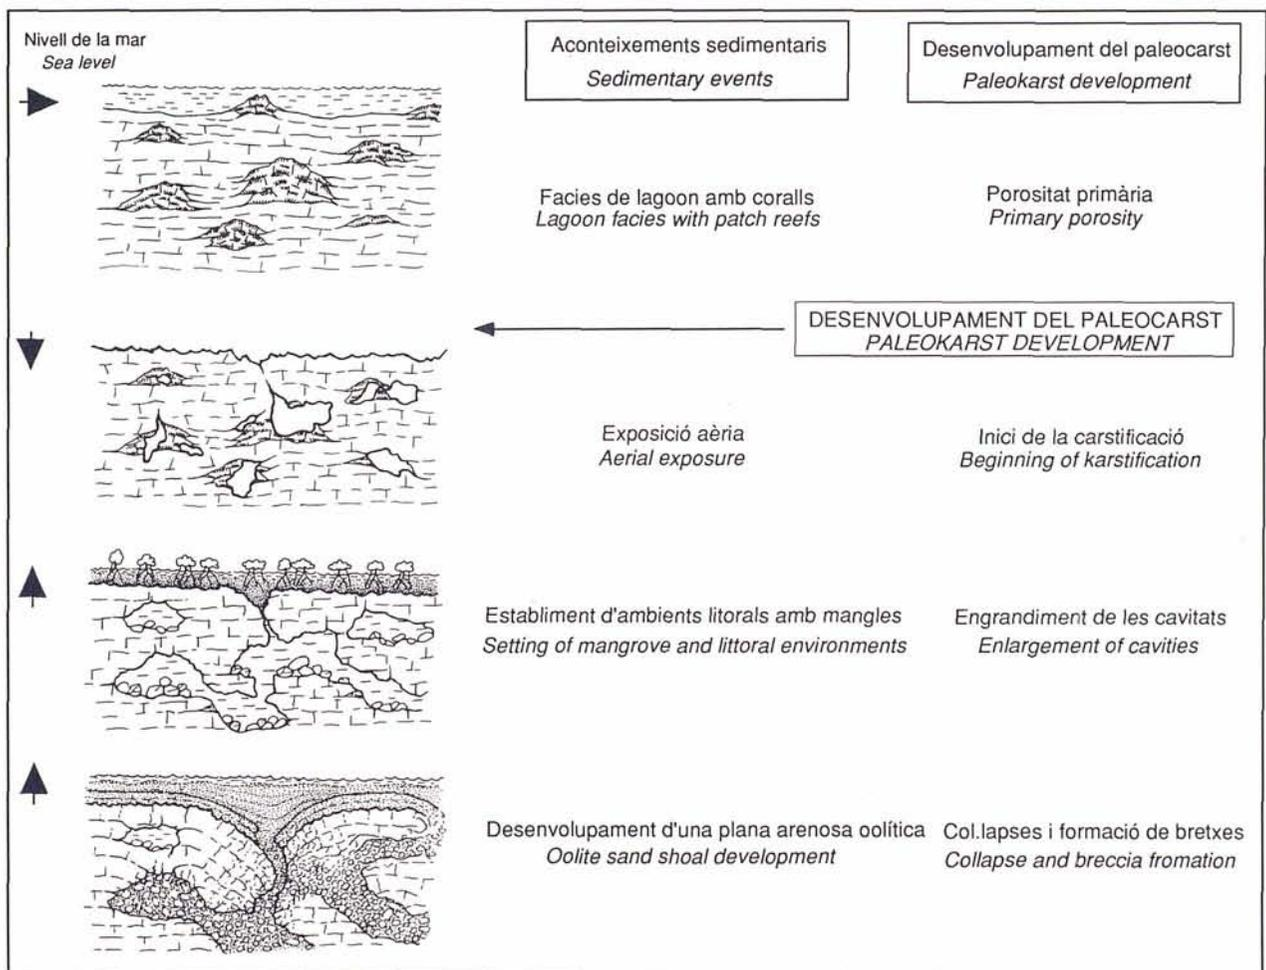 Nivell de la mar
Sea level
Aconteixements sedimentaris
Sedimentary events
Desenvolupament del paleocarst
Paleokarst development
Facies de lagoon amb coralls
Lagoon facies with patch reefs
Porositat primària
Primary porosity
DESENVOLUPAMENT DEL PALEOCARST
PALEOKARST DEVELOPMENT
Exposició aèria
Aerial exposure
Inici de la carstificació
Beginning of karstification
Establiment d'ambients litorals amb mangles
Setting of mangrove and littoral environments
Engrandiment de les cavitats
Enlargement of cavities
Desenvolupament d'una plana arenosa oolítica
Oolite sand shoal development
Col.lapses i formació de bretxes
Collapse and breccia fromation